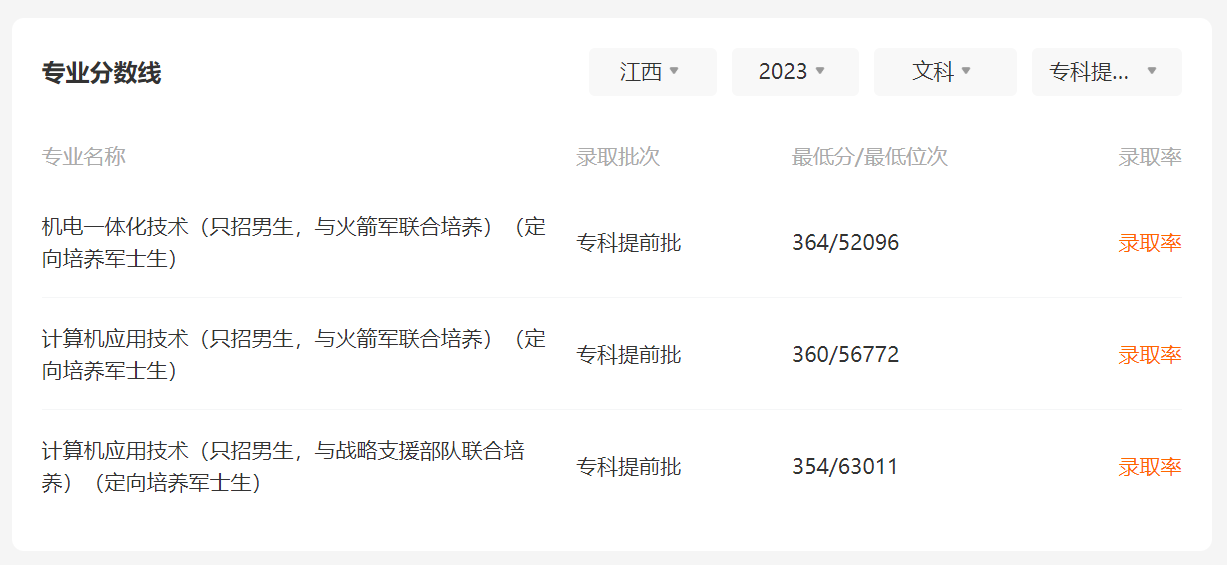 专业分数线 江西 2023 文科 专科提...
专业名称 录取批次 最低分/最低位次 录取率
机电一体化技术（只招男生，与火箭军联合培养）（定
向培养军士生）
专科提前批 364/52096 录取率
计算机应用技术（只招男生，与火箭军联合培养）（定
向培养军士生）
专科提前批 360/56772 录取率
计算机应用技术（只招男生，与战略支援部队联合培
养）（定向培养军士生）
专科提前批 354/63011 录取率